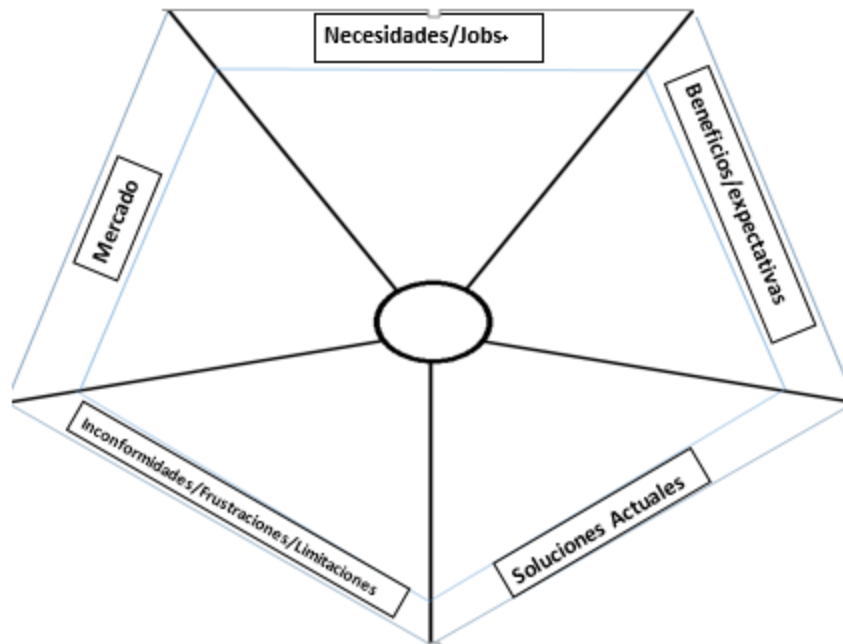 Necesidades/Jobs+
Beneficios/expectativas
Mercado
Inconformidades/Frustraciones/Limitaciones
Soluciones Actuales